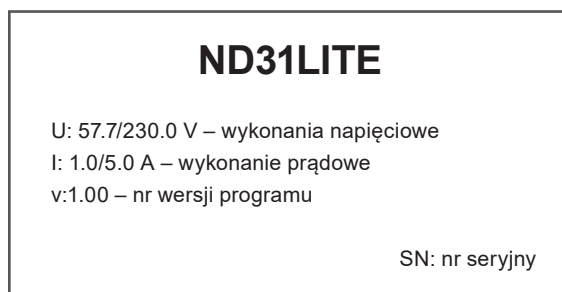 ND31LITE
U: 57.7/230.0 V – wykonania napięciowe
I: 1.0/5.0 A – wykonanie prądowe
v:1.00 – nr wersji programu
SN: nr seryjny